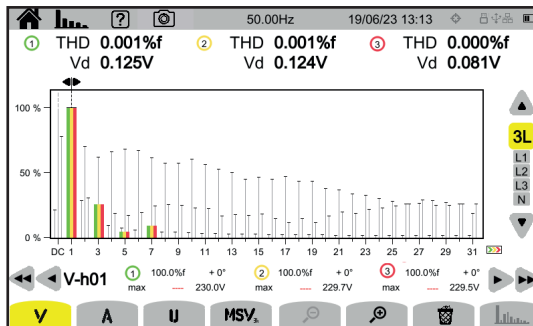 ? 50.00Hz 19/06/23 13:13
1 THD 0.001%f 2 THD 0.001%f 3 THD 0.000%f
Vd 0.125V Vd 0.124V Vd 0.081V
100 %
50 %
0 %
DC 1 3 5 7 9 11 13 15 17 19 21 23 25 27 29 31
3L
L1
L2
L3
N
V-h01 1 100.0%f + 0° 2 100.0%f + 0° 3 100.0%f + 0°
max ---- 230.0V max ---- 229.7V max ---- 229.5V
V A U MSV